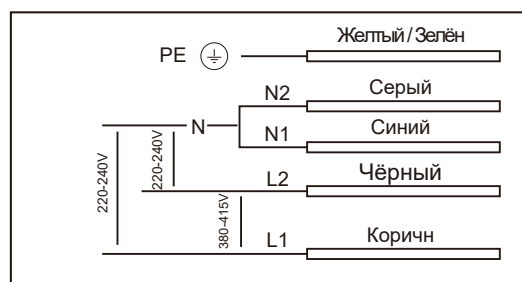 PE Желтый / Зелён
N2 Серый
N
N1 Синий
L2 Чёрный
L1 Коричн
220-240V
220-240V
380-415V